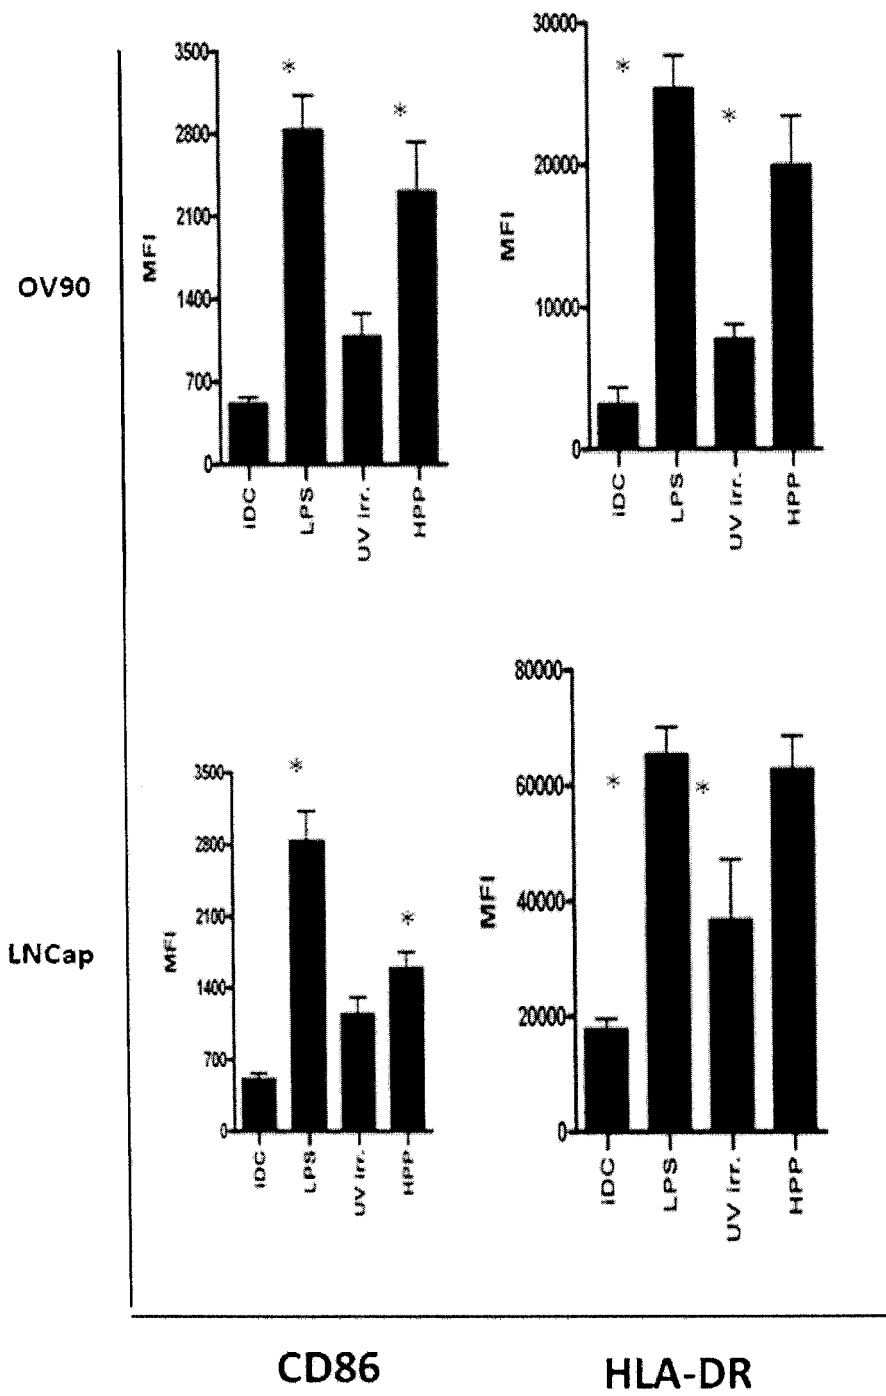 OV90
MFI
3500
2800
2100
1400
700
0
iDC
LPS
UV irr.
HPP
*
*
MFI
30000
20000
10000
0
iDC
LPS
UV irr.
HPP
*
*
LNCap
MFI
3500
2800
2100
1400
700
0
iDC
LPS
UV irr.
HPP
*
*
MFI
80000
60000
40000
20000
0
iDC
LPS
UV irr.
HPP
*
*
CD86
HLA-DR